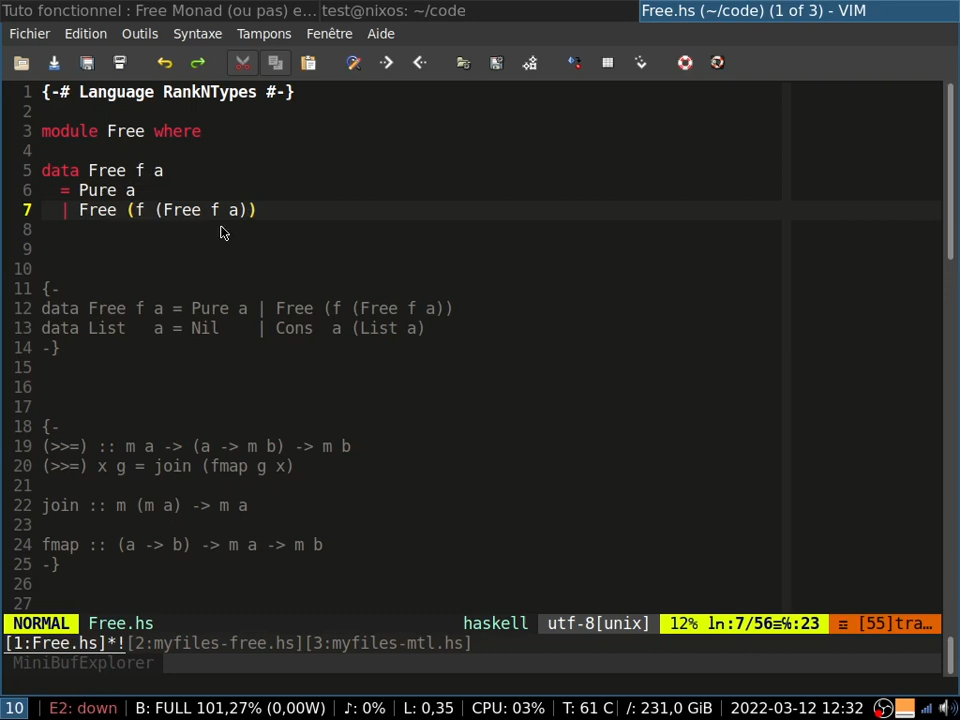 Tuto fonctionnel : Free Monad (ou pas) e... test@nixos: ~/code Free.hs (~/code) (1 of 3) - VIM
Fichier Edition Outils Syntaxe Tampons Fenêtre Aide
1 {-# Language RankNTypes #-}
2
3 module Free where
4
5 data Free f a
6   = Pure a
7   | Free (f (Free f a))
8
9
10
11 {-
12 data Free f a = Pure a | Free (f (Free f a))
13 data List   a = Nil    | Cons  a (List a)
14 -}
15
16
17
18 {-
19 (>>=) :: m a -> (a -> m b) -> m b
20 (>>=) x g = join (fmap g x)
21
22 join :: m (m a) -> m a
23
24 fmap :: (a -> b) -> m a -> m b
25 -}
26
27
NORMAL Free.hs haskell utf-8[unix] 12% ln:7/56≡℅:23 ☲ [55]tra…
[1:Free.hs]*![2:myfiles-free.hs][3:myfiles-mtl.hs]
MiniBufExplorer
10 E2: down | B: FULL 101,27% (0,00W) | ♪: 0% | L: 0,35 | CPU: 03% | T: 61 C | /: 231,0 GiB | 2022-03-12 12:32